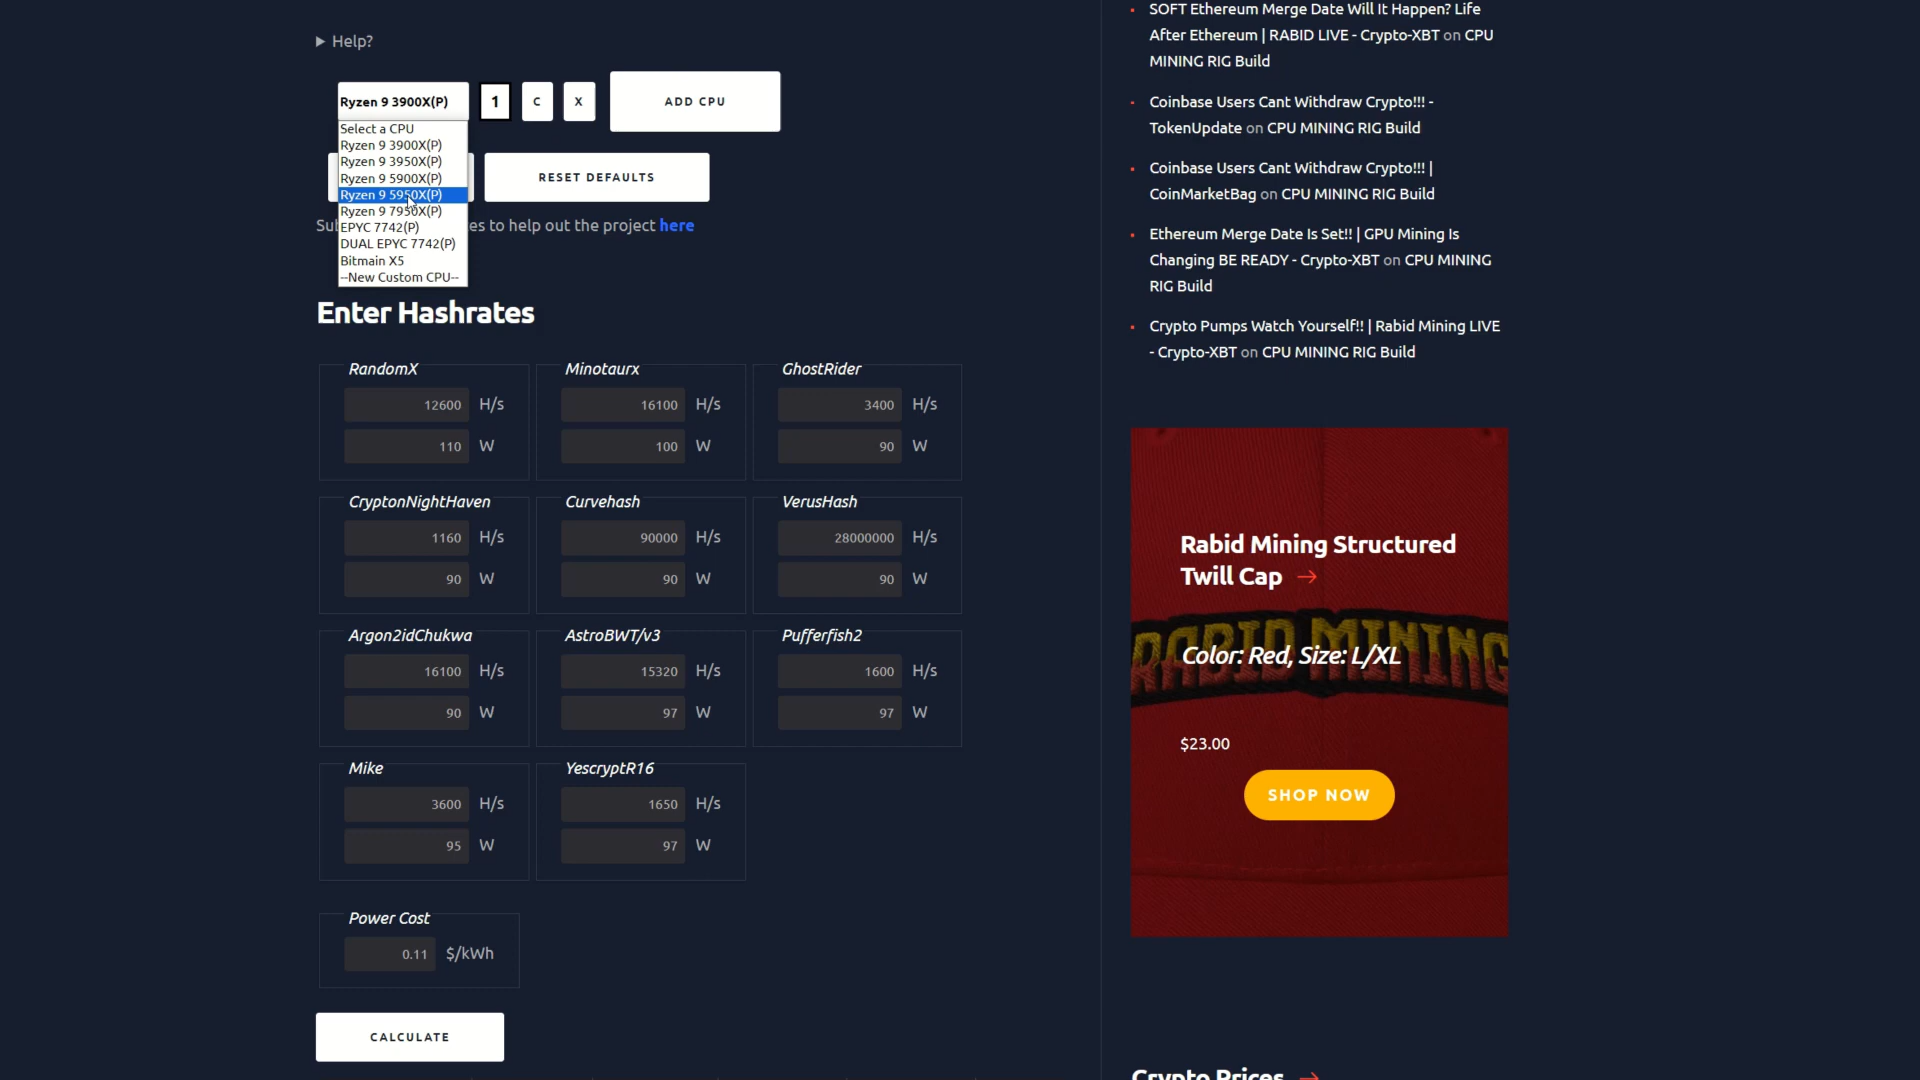 ▶ Help?
Ryzen 9 3900X(P)
1
C
X
ADD CPU
Select a CPU
Ryzen 9 3900X(P)
Ryzen 9 3950X(P)
Ryzen 9 5900X(P)
Ryzen 9 5950X(P)
Ryzen 9 7950X(P)
EPYC 7742(P)
DUAL EPYC 7742(P)
Bitmain X5
--New Custom CPU--
RESET DEFAULTS
to help out the project here
Enter Hashrates
RandomX
12600 H/s
110 W
Minotaurx
16100 H/s
100 W
GhostRider
3400 H/s
90 W
CryptonNightHaven
1160 H/s
90 W
Curvehash
90000 H/s
90 W
VerusHash
28000000 H/s
90 W
Argon2idChukwa
16100 H/s
90 W
AstroBWT/v3
15320 H/s
97 W
Pufferfish2
1600 H/s
97 W
Mike
3600 H/s
95 W
YescryptR16
1650 H/s
97 W
Power Cost
0.11 $/kWh
CALCULATE
SOFT Ethereum Merge Date Will It Happen? Life
After Ethereum | RABID LIVE - Crypto-XBT on CPU
MINING RIG Build
Coinbase Users Cant Withdraw Crypto!!! -
TokenUpdate on CPU MINING RIG Build
Coinbase Users Cant Withdraw Crypto!!! |
CoinMarketBag on CPU MINING RIG Build
Ethereum Merge Date Is Set!! | GPU Mining Is
Changing BE READY - Crypto-XBT on CPU MINING
RIG Build
Crypto Pumps Watch Yourself!! | Rabid Mining LIVE
- Crypto-XBT on CPU MINING RIG Build
Rabid Mining Structured
Twill Cap →
RABID MINING
Color: Red, Size: L/XL
$23.00
SHOP NOW
Crypto Prices →